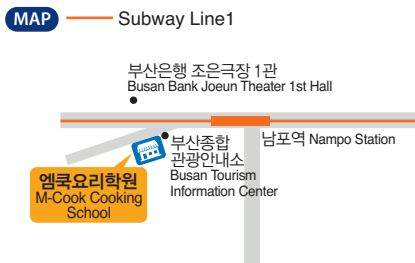 MAP Subway Line1
부산은행 조은극장 1관
Busan Bank Joeun Theater 1st Hall
남포역 Nampo Station
부산종합
관광안내소
Busan Tourism
Information Center
엠쿡요리학원
M-Cook Cooking
School